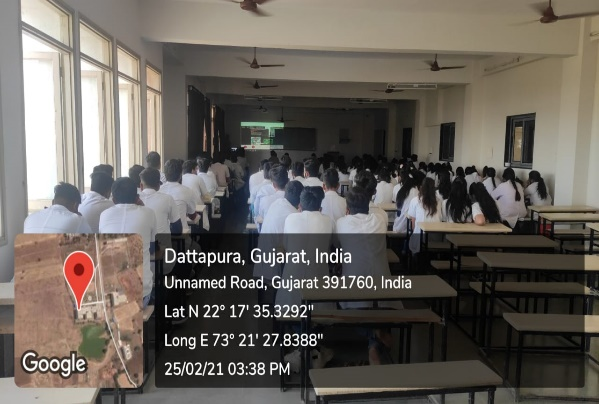 Dattapura, Gujarat, India
Unnamed Road, Gujarat 391760, India
Lat N 22° 17' 35.3292"
Long E 73° 21' 27.8388"
Google
25/02/21 03:38 PM